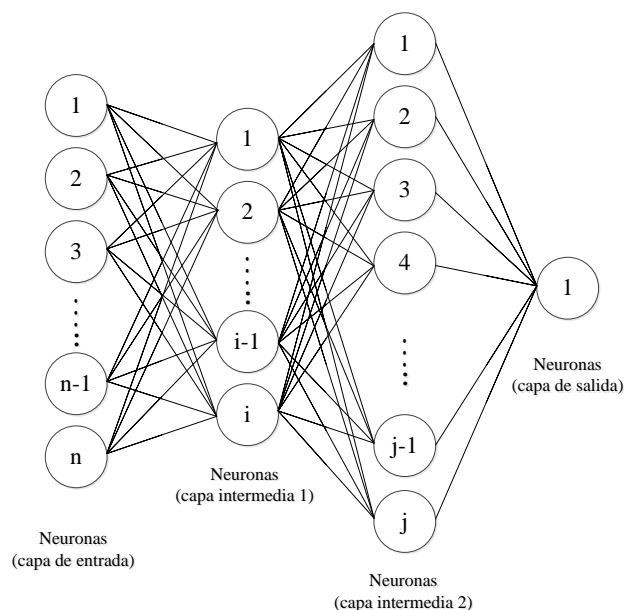 1
2
3
n-1
n
Neuronas
(capa de entrada)
1
2
i-1
i
Neuronas
(capa intermedia 1)
1
2
3
4
j-1
j
Neuronas
(capa intermedia 2)
1
Neuronas
(capa de salida)